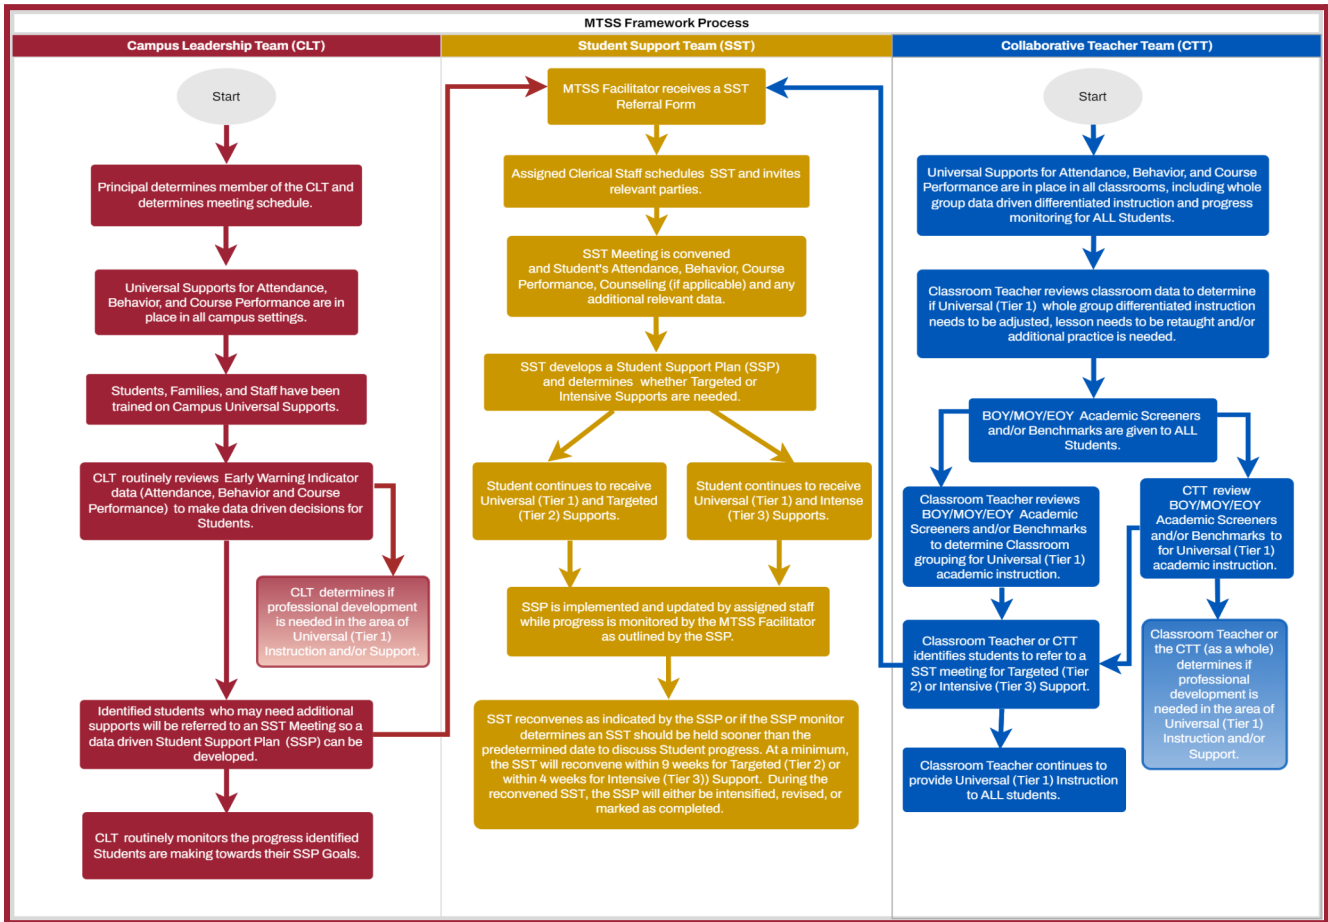 MTSS Framework Process
Campus Leadership Team (CLT)
Start
Principal determines member of the CLT and
determines meeting schedule.
Universal Supports for Attendance,
Behavior, and Course Performance are in
place in all campus settings.
Students, Families, and Staff have been
trained on Campus Universal Supports.
CLT routinely reviews Early Warning Indicator
data (Attendance, Behavior and Course
Performance) to make data driven decisions for
Students.
CLT determines if
professional development
is needed in the area of
Universal (Tier 1)
Instruction and/or Support.
Identified students who may need additional
supports will be referred to an SST Meeting so a
data driven Student Support Plan (SSP) can be
developed.
CLT routinely monitors the progress identified
Students are making towards their SSP Goals.
Student Support Team (SST)
MTSS Facilitator receives a SST
Referral Form
Assigned Clerical Staff schedules SST and invites
relevant parties.
SST Meeting is convened
and Student's Attendance, Behavior, Course
Performance, Counseling (if applicable) and any
additional relevant data.
SST develops a Student Support Plan (SSP)
and determines whether Targeted or
Intensive Supports are needed.
Student continues to receive
Universal (Tier 1) and Targeted
(Tier 2) Supports.
Student continues to receive
Universal (Tier 1) and Intense
(Tier 3) Supports.
SSP is implemented and updated by assigned staff
while progress is monitored by the MTSS Facilitator
as outlined by the SSP.
SST reconvenes as indicated by the SSP or if the SSP monitor
determines an SST should be held sooner than the
predetermined date to discuss Student progress. At a minimum,
the SST will reconvene within 9 weeks for Targeted (Tier 2) or
within 4 weeks for Intensive (Tier 3)) Support. During the
reconvened SST, the SSP will either be intensified, revised, or
marked as completed.
Collaborative Teacher Team (CTT)
Start
Universal Supports for Attendance, Behavior, and Course
Performance are in place in all classrooms, including whole
group data driven differentiated instruction and progress
monitoring for ALL Students.
Classroom Teacher reviews classroom data to determine
if Universal (Tier 1) whole group differentiated instruction
needs to be adjusted, lesson needs to be retaught and/or
additional practice is needed.
BOY/MOY/EOY Academic Screeners
and/or Benchmarks are given to ALL
Students.
Classroom Teacher reviews
BOY/MOY/EOY Academic
Screeners and/or Benchmarks
to determine Classroom
grouping for Universal (Tier 1)
academic instruction.
CTT review
BOY/MOY/EOY
Academic Screeners
and/or Benchmarks to
for Universal (Tier 1)
academic instruction.
Classroom Teacher or CTT
identifies students to refer to a
SST meeting for Targeted (Tier
2) or Intensive (Tier 3) Support.
Classroom Teacher or
the CTT (as a whole)
determines if
professional
development is
needed in the area of
Universal (Tier 1)
Instruction and/or
Support.
Classroom Teacher continues to
provide Universal (Tier 1) Instruction
to ALL students.